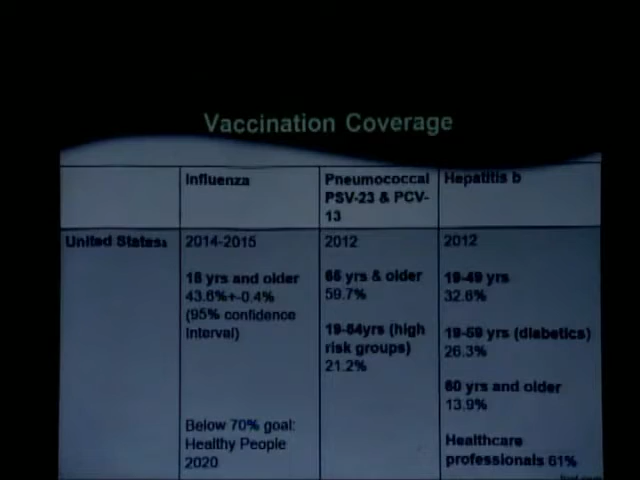 Vaccination Coverage
Influenza
Pneumococcal
PSV-23 & PCV-
13
Hepatitis b
United States
2014-2015
18 yrs and older
43.6%+-0.4%
(95% confidence
Interval)
Below 70% goal:
Healthy People
2020
2012
65 yrs & older
59.7%
19-64yrs (high
risk groups)
21.2%
2012
19-49 yrs
32.6%
19-59 yrs (diabetics)
26.3%
60 yrs and older
13.9%
Healthcare
professionals 61%